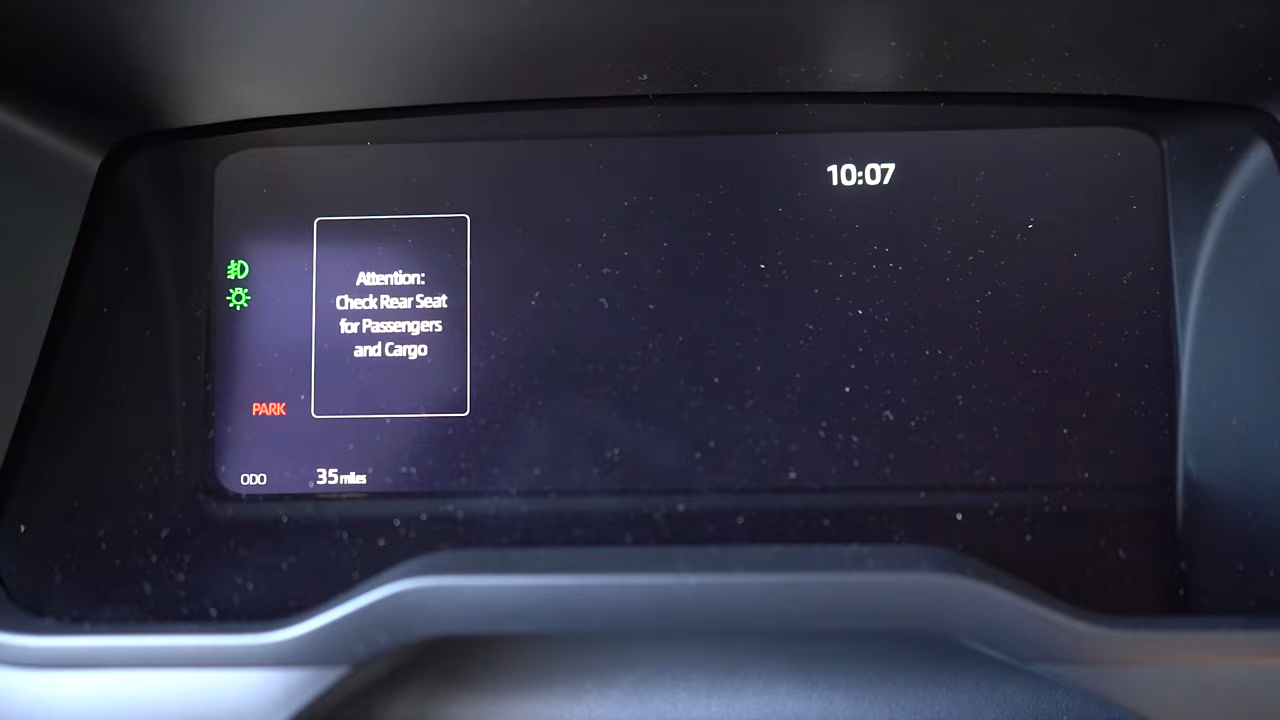 10:07
Attention:
Check Rear Seat
for Passengers
and Cargo
PARK
ODO 35 miles